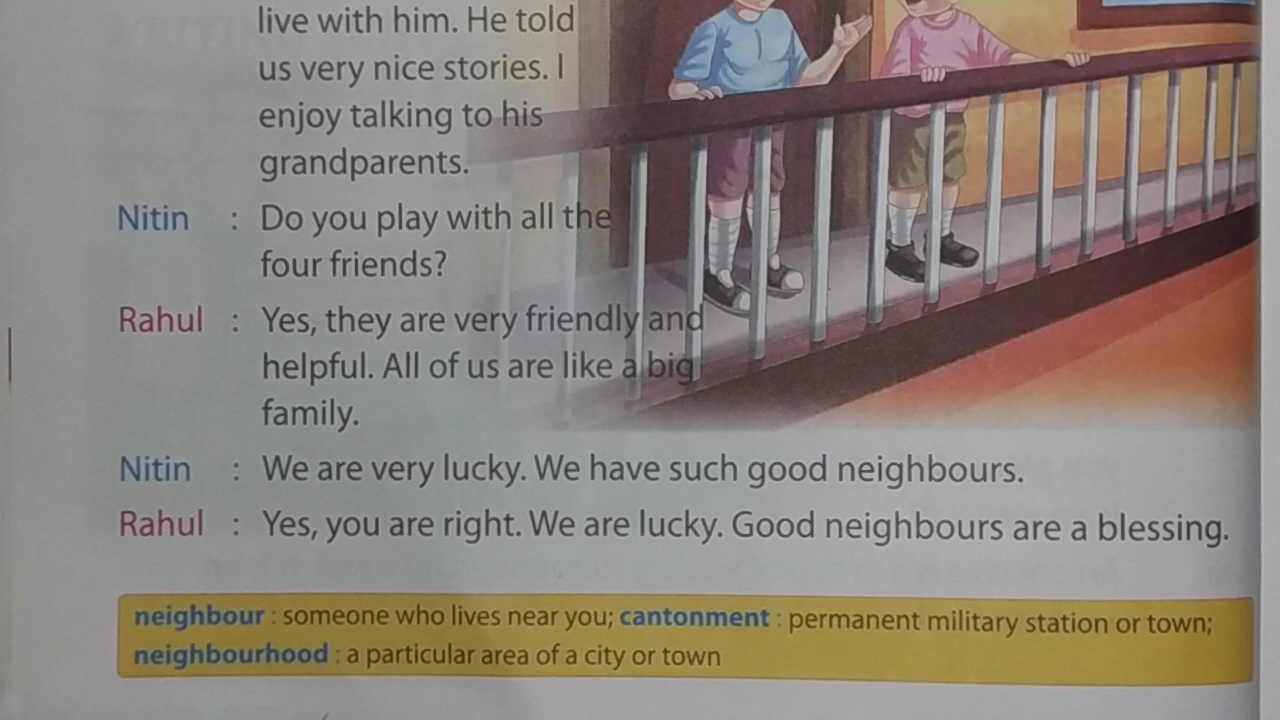 live with him. He told
us very nice stories. I
enjoy talking to his
grandparents.
Nitin : Do you play with all the
four friends?
Rahul : Yes, they are very friendly and
helpful. All of us are like a big
family.
Nitin : We are very lucky. We have such good neighbours.
Rahul : Yes, you are right. We are lucky. Good neighbours are a blessing.
neighbour : someone who lives near you; cantonment : permanent military station or town;
neighbourhood : a particular area of a city or town